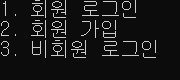 1. 회원 로그인
2. 회원 가입
3. 비회원 로그인